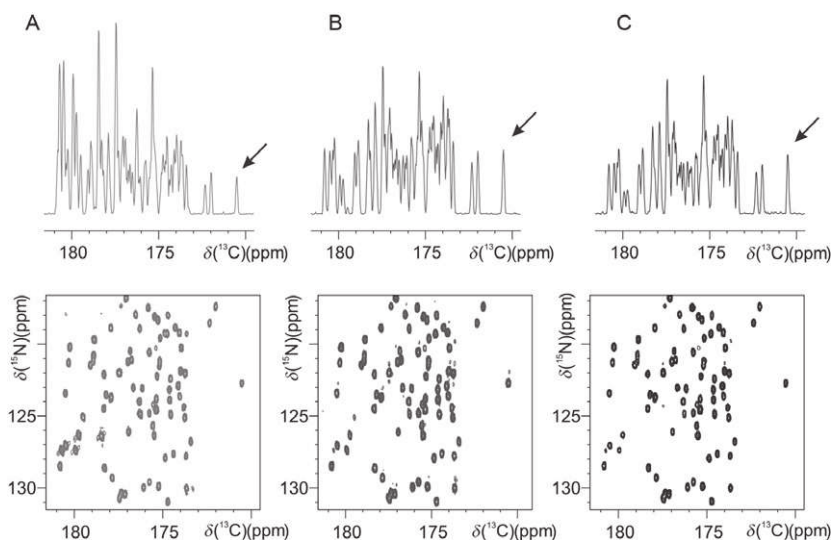 A B C
180 175 δ(¹³C)(ppm) 180 175 δ(¹³C)(ppm) 180 175 δ(¹³C)(ppm)
δ(¹⁵N)(ppm) δ(¹⁵N)(ppm) δ(¹⁵N)(ppm)
125 125 125
130 130 130
180 175 δ(¹³C)(ppm) 180 175 δ(¹³C)(ppm) 180 175 δ(¹³C)(ppm)